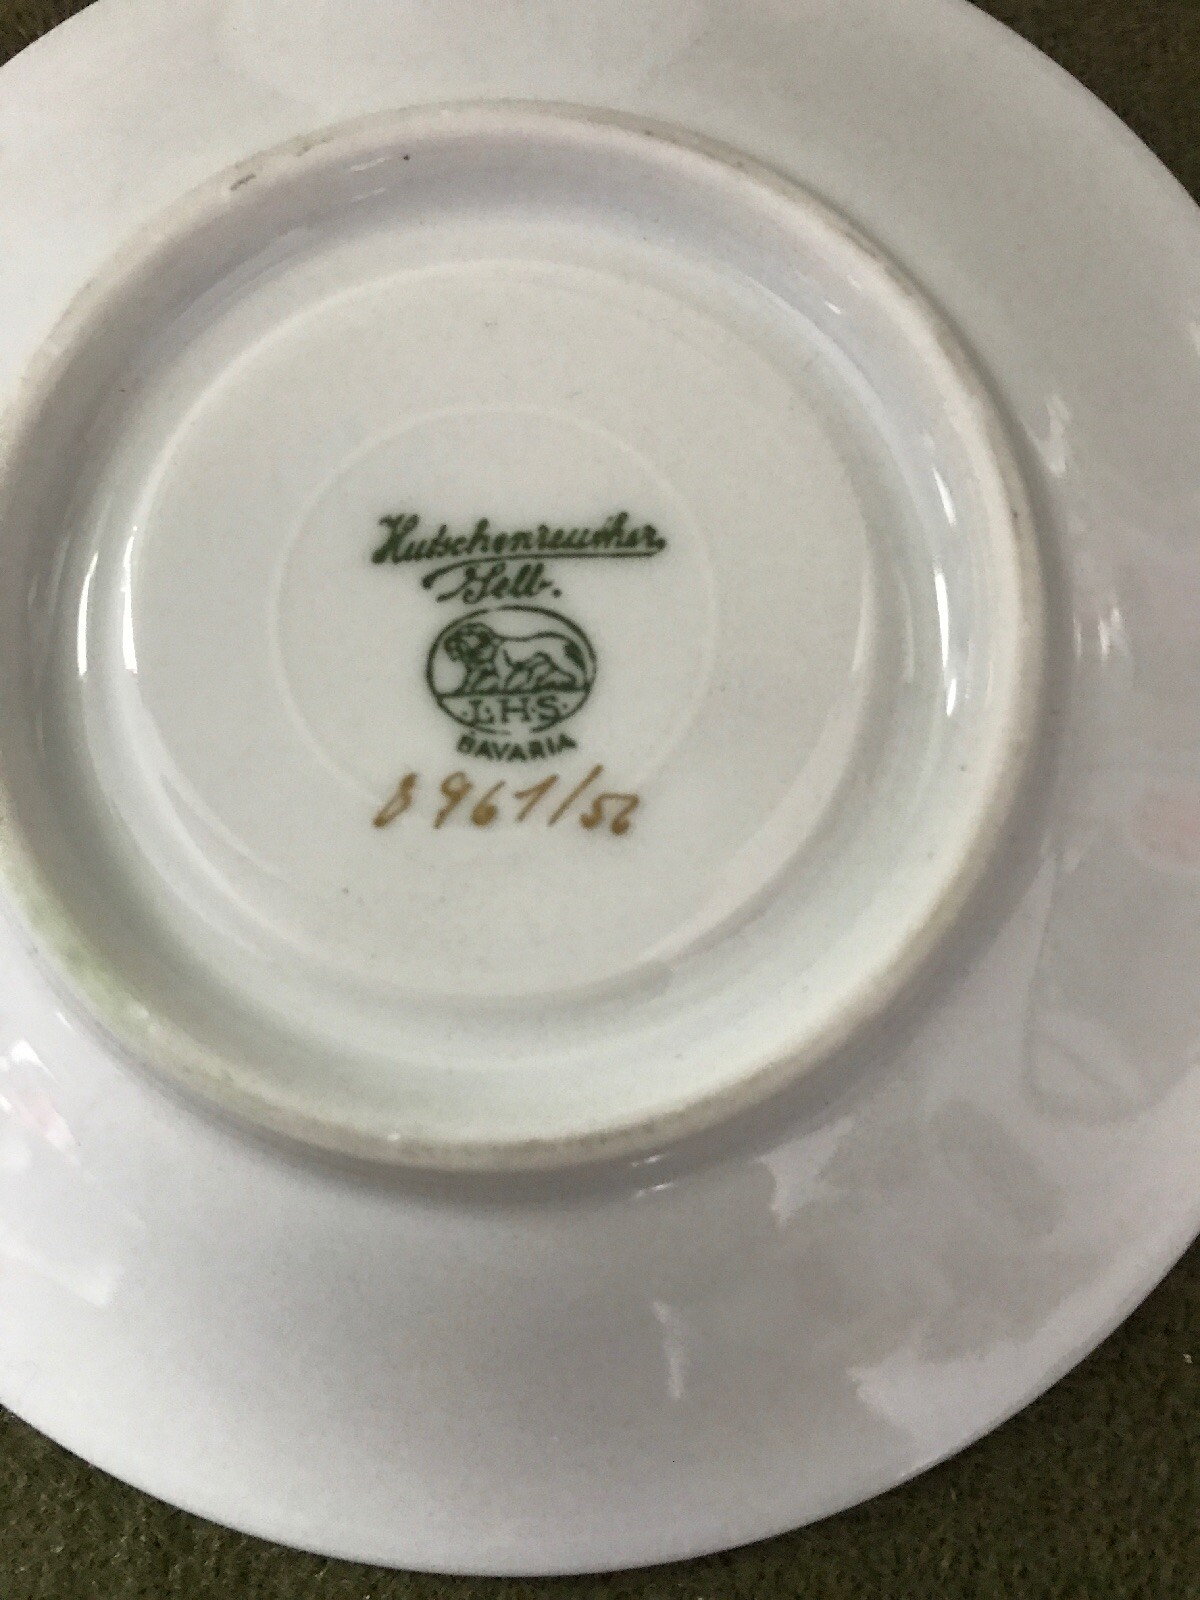 Hutschenreuther
Selb.
L·H·S·
BAVARIA
8961/56